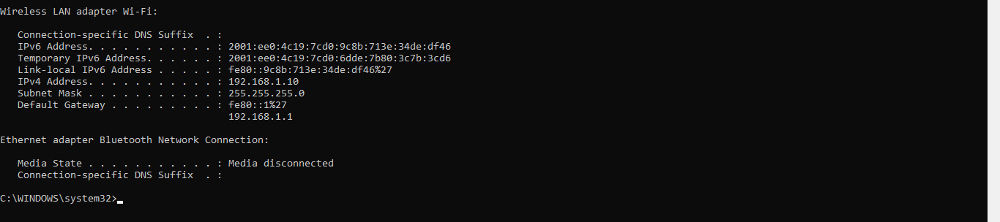 Wireless LAN adapter Wi-Fi:
Connection-specific DNS Suffix  . :
IPv6 Address. . . . . . . . . . . : 2001:ee0:4c19:7cd0:9c8b:713e:34de:df46
Temporary IPv6 Address. . . . . . : 2001:ee0:4c19:7cd0:6dde:7b80:3c7b:3cd6
Link-local IPv6 Address . . . . . : fe80::9c8b:713e:34de:df46%27
IPv4 Address. . . . . . . . . . . : 192.168.1.10
Subnet Mask . . . . . . . . . . . : 255.255.255.0
Default Gateway . . . . . . . . . : fe80::1%27
192.168.1.1
Ethernet adapter Bluetooth Network Connection:
Media State . . . . . . . . . . . : Media disconnected
Connection-specific DNS Suffix  . :
C:\WINDOWS\system32>